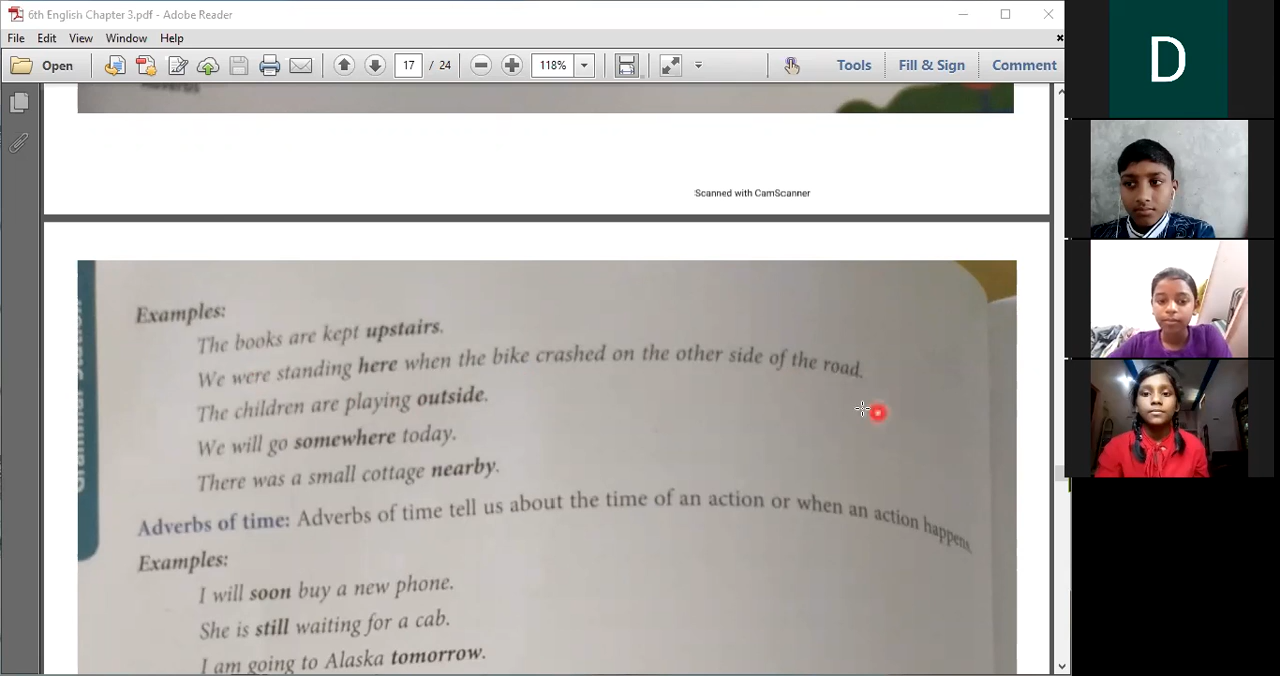 6th English Chapter 3.pdf - Adobe Reader
File Edit View Window Help
Open 17 / 24 118% Tools Fill & Sign Comment
D
Scanned with CamScanner
Examples:
The books are kept upstairs.
We were standing here when the bike crashed on the other side of the road.
The children are playing outside.
We will go somewhere today.
There was a small cottage nearby.
Adverbs of time: Adverbs of time tell us about the time of an action or when an action happens.
Examples:
I will soon buy a new phone.
She is still waiting for a cab.
I am going to Alaska tomorrow.